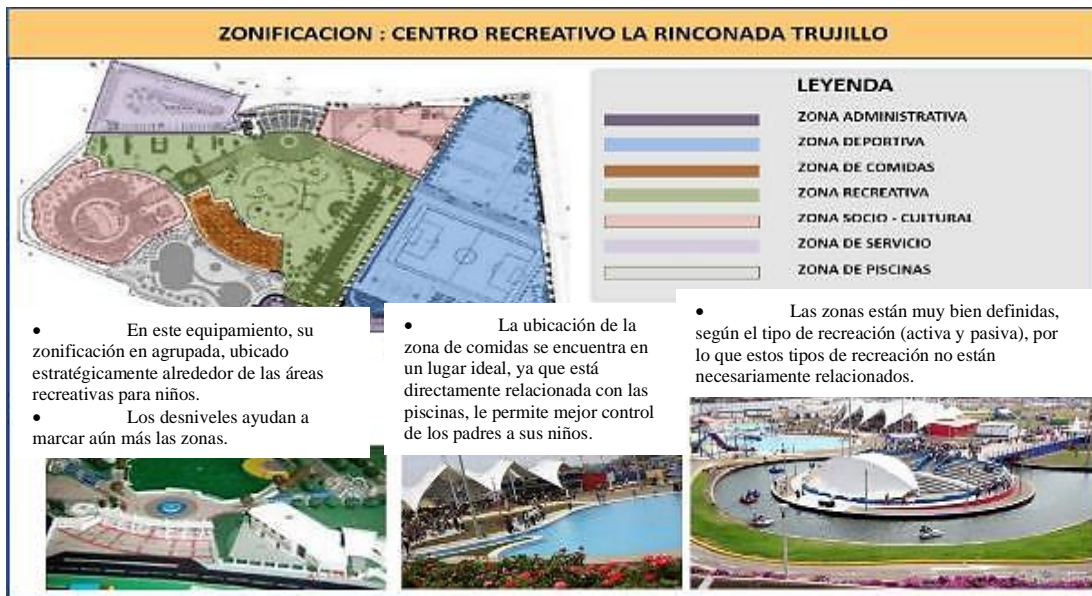 ZONIFICACION : CENTRO RECREATIVO LA RINCONADA TRUJILLO
LEYENDA
ZONA ADMINISTRATIVA
ZONA DEPORTIVA
ZONA DE COMIDAS
ZONA RECREATIVA
ZONA SOCIO - CULTURAL
ZONA DE SERVICIO
ZONA DE PISCINAS
• En este equipamiento, su
zonificación en agrupada, ubicado
estratégicamente alrededor de las áreas
recreativas para niños.
• Los desniveles ayudan a
marcar aún más las zonas.
• La ubicación de la
zona de comidas se encuentra en
un lugar ideal, ya que está
directamente relacionada con las
piscinas, le permite mejor control
de los padres a sus niños.
• Las zonas están muy bien definidas,
según el tipo de recreación (activa y pasiva), por
lo que estos tipos de recreación no están
necesariamente relacionados.